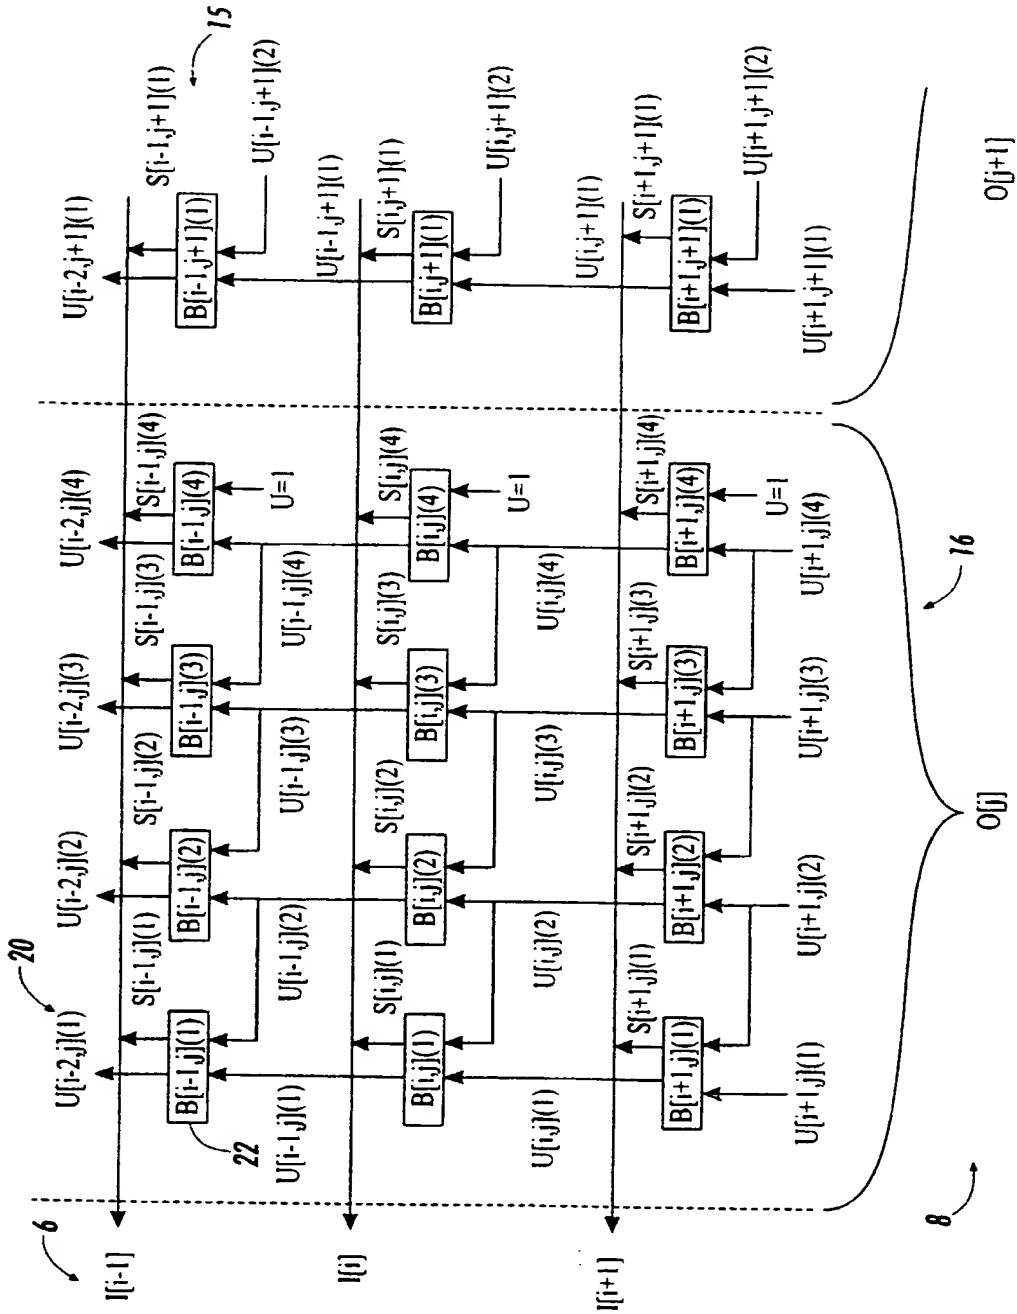 20
6
U[i-2,j](1)
U[i-2,j](2)
U[i-2,j](3)
U[i-2,j](4)
U[i-2,j+1](1)
15
I[i-1]
S[i-1,j](1)
S[i-1,j](2)
S[i-1,j](3)
S[i-1,j](4)
S[i-1,j+1](1)
B[i-1,j](1)
B[i-1,j](2)
B[i-1,j](3)
B[i-1,j](4)
B[i-1,j+1](1)
22
U=1
U[i-1,j+1](2)
U[i-1,j](1)
U[i-1,j](2)
U[i-1,j](3)
U[i-1,j](4)
U[i-1,j+1](1)
I[i]
S[i,j](1)
S[i,j](2)
S[i,j](3)
S[i,j](4)
S[i,j+1](1)
B[i,j](1)
B[i,j](2)
B[i,j](3)
B[i,j](4)
B[i,j+1](1)
U=1
U[i,j+1](2)
U[i,j](1)
U[i,j](2)
U[i,j](3)
U[i,j](4)
U[i,j+1](1)
I[i+1]
S[i+1,j](1)
S[i+1,j](2)
S[i+1,j](3)
S[i+1,j](4)
S[i+1,j+1](1)
B[i+1,j](1)
B[i+1,j](2)
B[i+1,j](3)
B[i+1,j](4)
B[i+1,j+1](1)
U=1
U[i+1,j+1](2)
U[i+1,j](1)
U[i+1,j](2)
U[i+1,j](3)
U[i+1,j](4)
U[i+1,j+1](1)
8
16
O[j]
O[j+1]